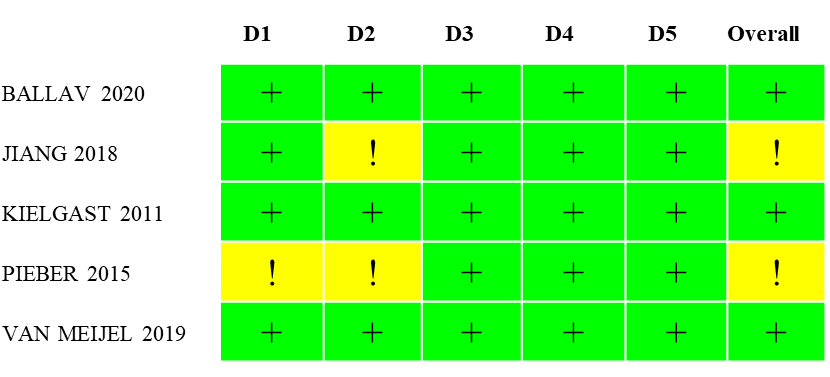 D1 D2 D3 D4 D5 Overall
BALLAV 2020 + + + + + +
JIANG 2018 + ! + + + !
KIELGAST 2011 + + + + + +
PIEBER 2015 ! ! + + + !
VAN MEIJEL 2019 + + + + + +